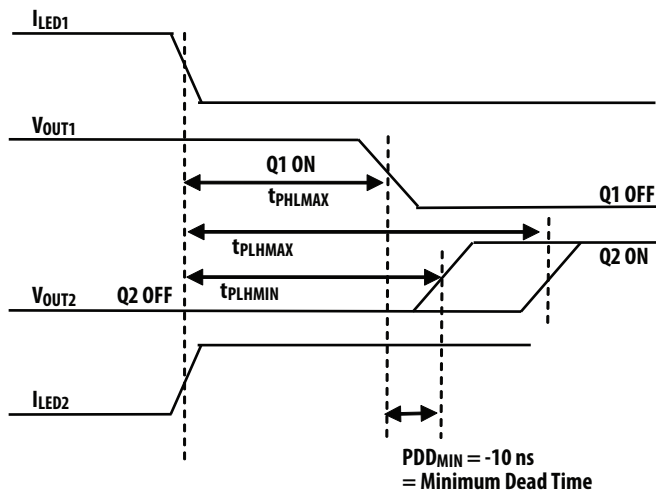 ILED1
VOUT1
Q1 ON
tPHLMAX
Q1 OFF
tPLHMAX
Q2 ON
tPLHMIN
VOUT2 Q2 OFF
ILED2
PDDMIN = -10 ns
= Minimum Dead Time